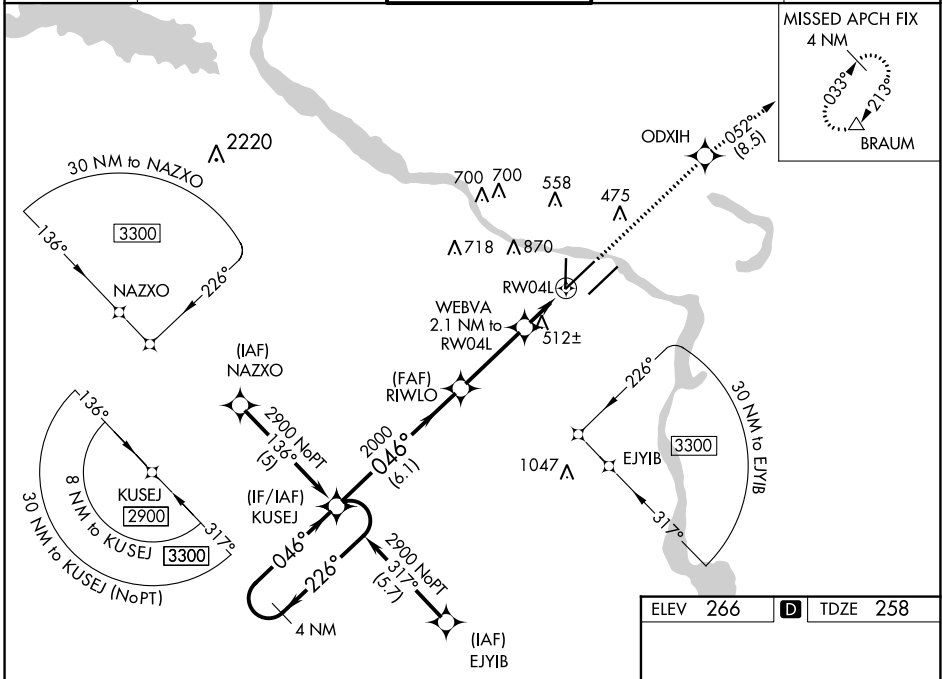 MISSED APCH FIX
4 NM
033°
213°
BRAUM
ODXIH
052°
(8.5)
2220
30 NM to NAZXO
3300
136°
226°
NAZXO
700 700
558
475
718
870
RW04L
WEBVA
2.1 NM to
RW04L
512±
(FAF)
RIWLO
(IAF)
NAZXO
2900 NoPT
136°
(5)
2000
046°
(6.1)
136°
KUSEJ
2900
317°
8 NM to KUSEJ
3300
30 NM to KUSEJ (NoPT)
(IF/IAF)
KUSEJ
046°
226°
4 NM
2900 NoPT
317°
(5.7)
(IAF)
EJYIB
226°
30 NM to EJYIB
3300
EJYIB
1047
317°
ELEV 266 D TDZE 258